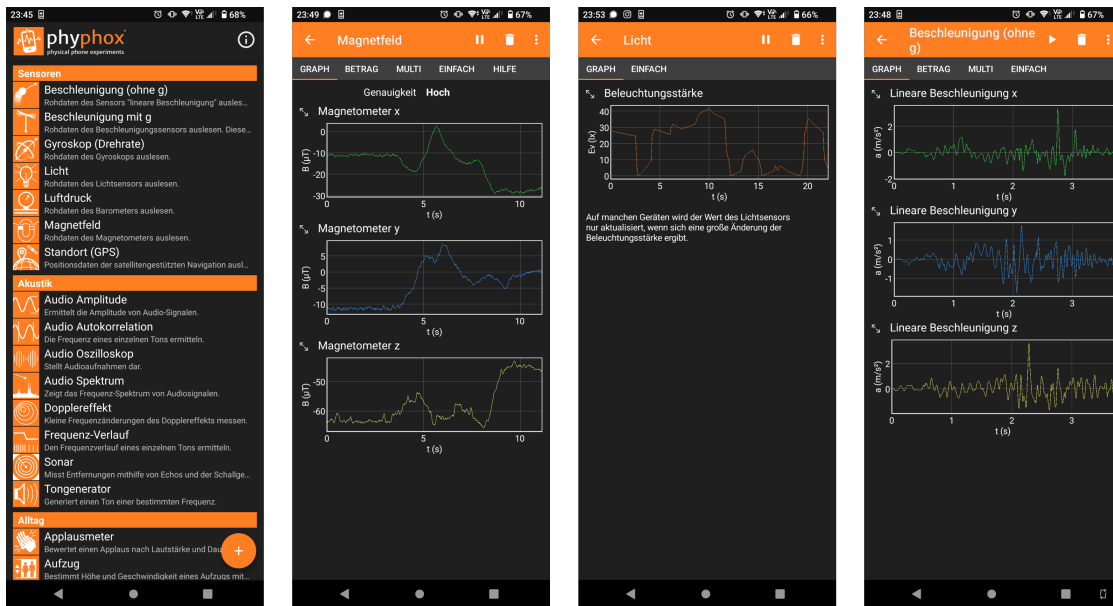 23:45
VoLTE 68%
phyphox
physical phone experiments
Sensoren
Beschleunigung (ohne g)
Rohdaten des Sensors "lineare Beschleunigung" ausles...
Beschleunigung mit g
Rohdaten des Beschleunigungssensors auslesen. Diese...
Gyroskop (Drehrate)
Rohdaten des Gyroskops auslesen.
Licht
Rohdaten des Lichtsensors auslesen.
Luftdruck
Rohdaten des Barometers auslesen.
Magnetfeld
Rohdaten des Magnetometers auslesen.
Standort (GPS)
Positionsdaten der satellitengestützten Navigation ausl...
Akustik
Audio Amplitude
Ermittelt die Amplitude von Audio-Signalen.
Audio Autokorrelation
Die Frequenz eines einzelnen Tons ermitteln.
Audio Oszilloskop
Stellt Audioaufnahmen dar.
Audio Spektrum
Zeigt das Frequenz-Spektrum von Audiosignalen.
Dopplereffekt
Kleine Frequenzänderungen des Dopplereffekts messen.
Frequenz-Verlauf
Den Frequenzverlauf eines einzelnen Tons ermitteln.
Sonar
Misst Entfernungen mithilfe von Echos und der Schallge...
Tongenerator
Generiert einen Ton einer bestimmten Frequenz.
Alltag
Applausmeter
Bewertet einen Applaus nach Lautstärke und Dau
+
Aufzug
Bestimmt Höhe und Geschwindigkeit eines Aufzugs mit...
23:49
VoLTE 67%
Magnetfeld
GRAPH BETRAG MULTI EINFACH HILFE
Genauigkeit Hoch
Magnetometer x
B (µT)
0
-10
-20
-30
0 5 10
t (s)
Magnetometer y
B (µT)
5
0
-5
-10
0 5 10
t (s)
Magnetometer z
B (µT)
-50
-60
0 5 10
t (s)
23:53
VoLTE 66%
Licht
GRAPH EINFACH
Beleuchtungsstärke
Ev (lx)
40
30
20
10
0
0 5 10 15 20
t (s)
Auf manchen Geräten wird der Wert des Lichtsensors
nur aktualisiert, wenn sich eine große Änderung der
Beleuchtungsstärke ergibt.
23:48
VoLTE 67%
Beschleunigung (ohne
g)
GRAPH BETRAG MULTI EINFACH
Lineare Beschleunigung x
a (m/s²)
2
0
-2
0 1 2 3
t (s)
Lineare Beschleunigung y
a (m/s²)
1
0
-1
0 1 2 3
t (s)
Lineare Beschleunigung z
a (m/s²)
2
0
0 1 2 3
t (s)